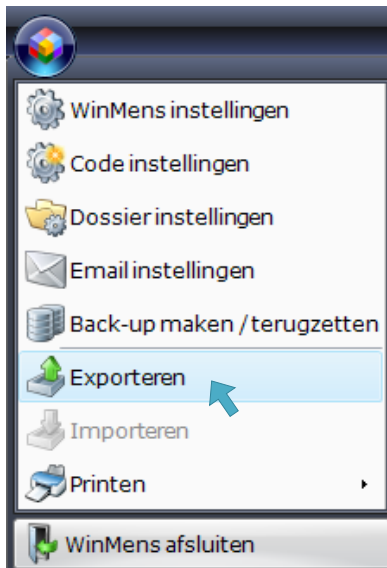 WinMens instellingen
Code instellingen
Dossier instellingen
Email instellingen
Back-up maken / terugzetten
Exporteren
Importeren
Printen
WinMens afsluiten